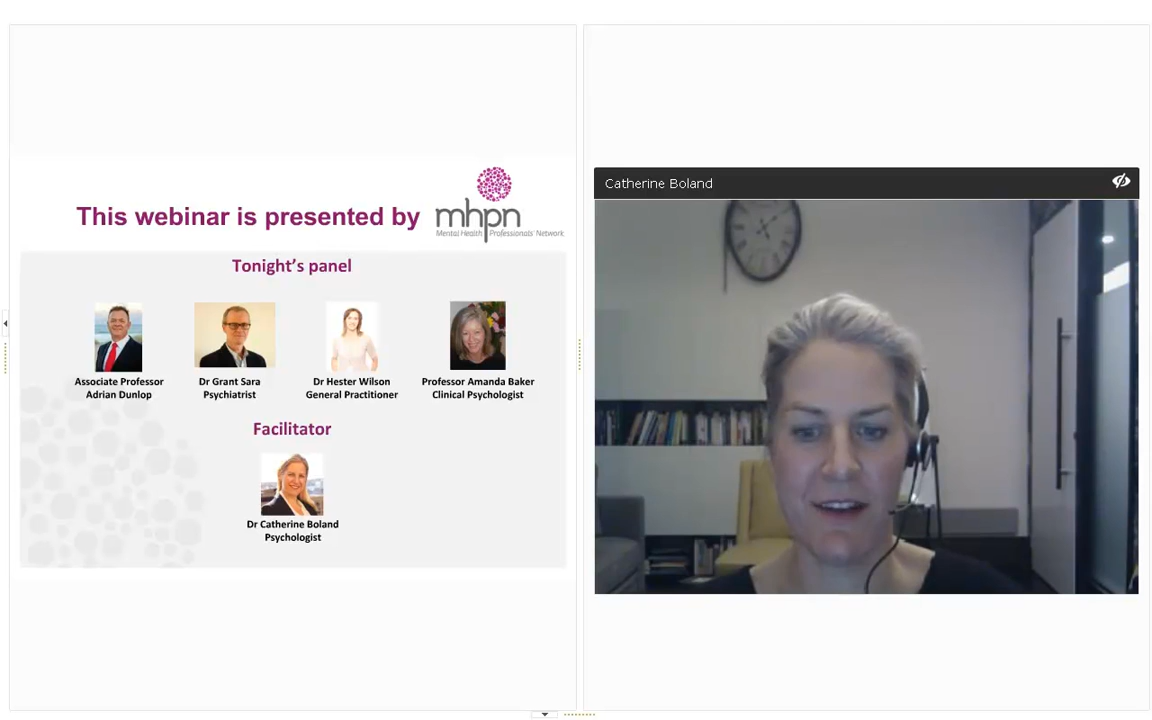 This webinar is presented by
mhpn
Mental Health Professionals' Network
Tonight's panel
Associate Professor
Adrian Dunlop
Dr Grant Sara
Psychiatrist
Dr Hester Wilson
General Practitioner
Professor Amanda Baker
Clinical Psychologist
Facilitator
Dr Catherine Boland
Psychologist
Catherine Boland